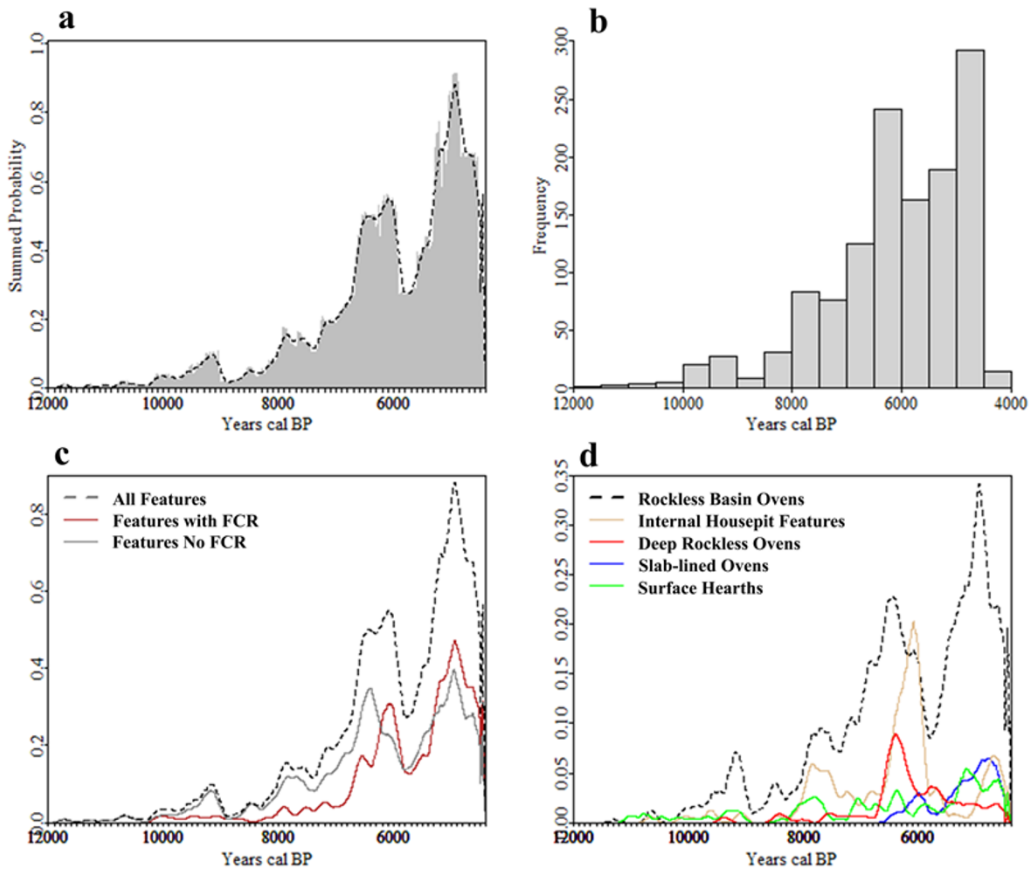 a
1.0
0.8
0.6
0.4
0.2
0.0
Summed Probability
12000 10000 8000 6000
Years cal BP
b
300
250
200
150
100
50
0
Frequency
12000 10000 8000 6000 4000
Years cal BP
c
0.8
0.6
0.4
0.2
0.0
All Features
Features with FCR
Features No FCR
12000 10000 8000 6000
Years cal BP
d
0.35
0.30
0.25
0.20
0.15
0.10
0.05
0.00
Rockless Basin Ovens
Internal Housepit Features
Deep Rockless Ovens
Slab-lined Ovens
Surface Hearths
10000 8000 6000
Years cal BP